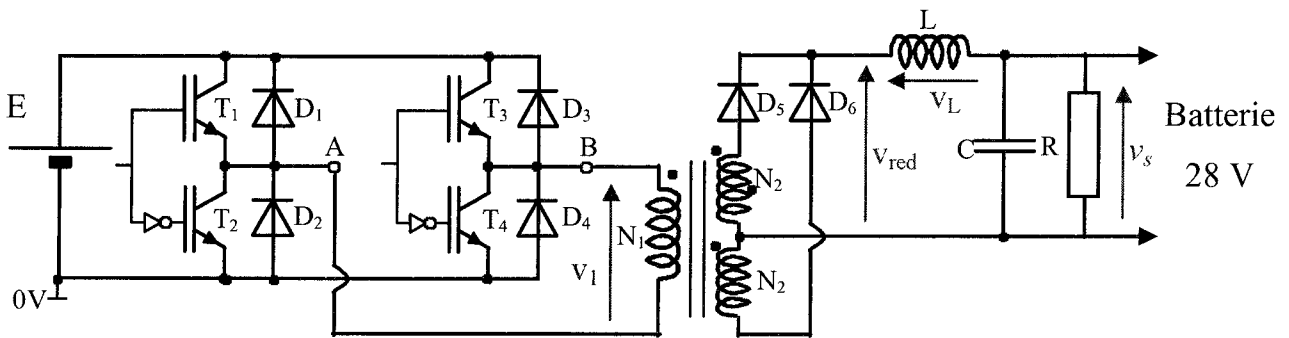 E
0V
T1
D1
T2
D2
A
T3
D3
T4
D4
B
N1
v1
N2
N2
D5
D6
vred
L
vL
C
R
vs
Batterie
28 V